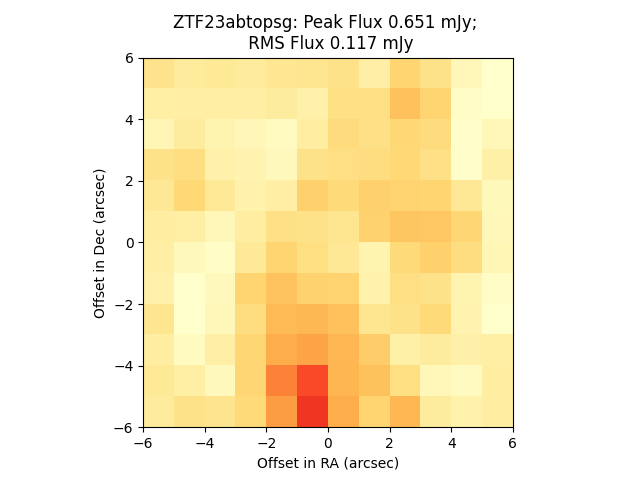 ZTF23abtopsg: Peak Flux 0.651 mJy;
RMS Flux 0.117 mJy
6
4
2
0
−2
−4
−6
Offset in Dec (arcsec)
−6 −4 −2 0 2 4 6
Offset in RA (arcsec)